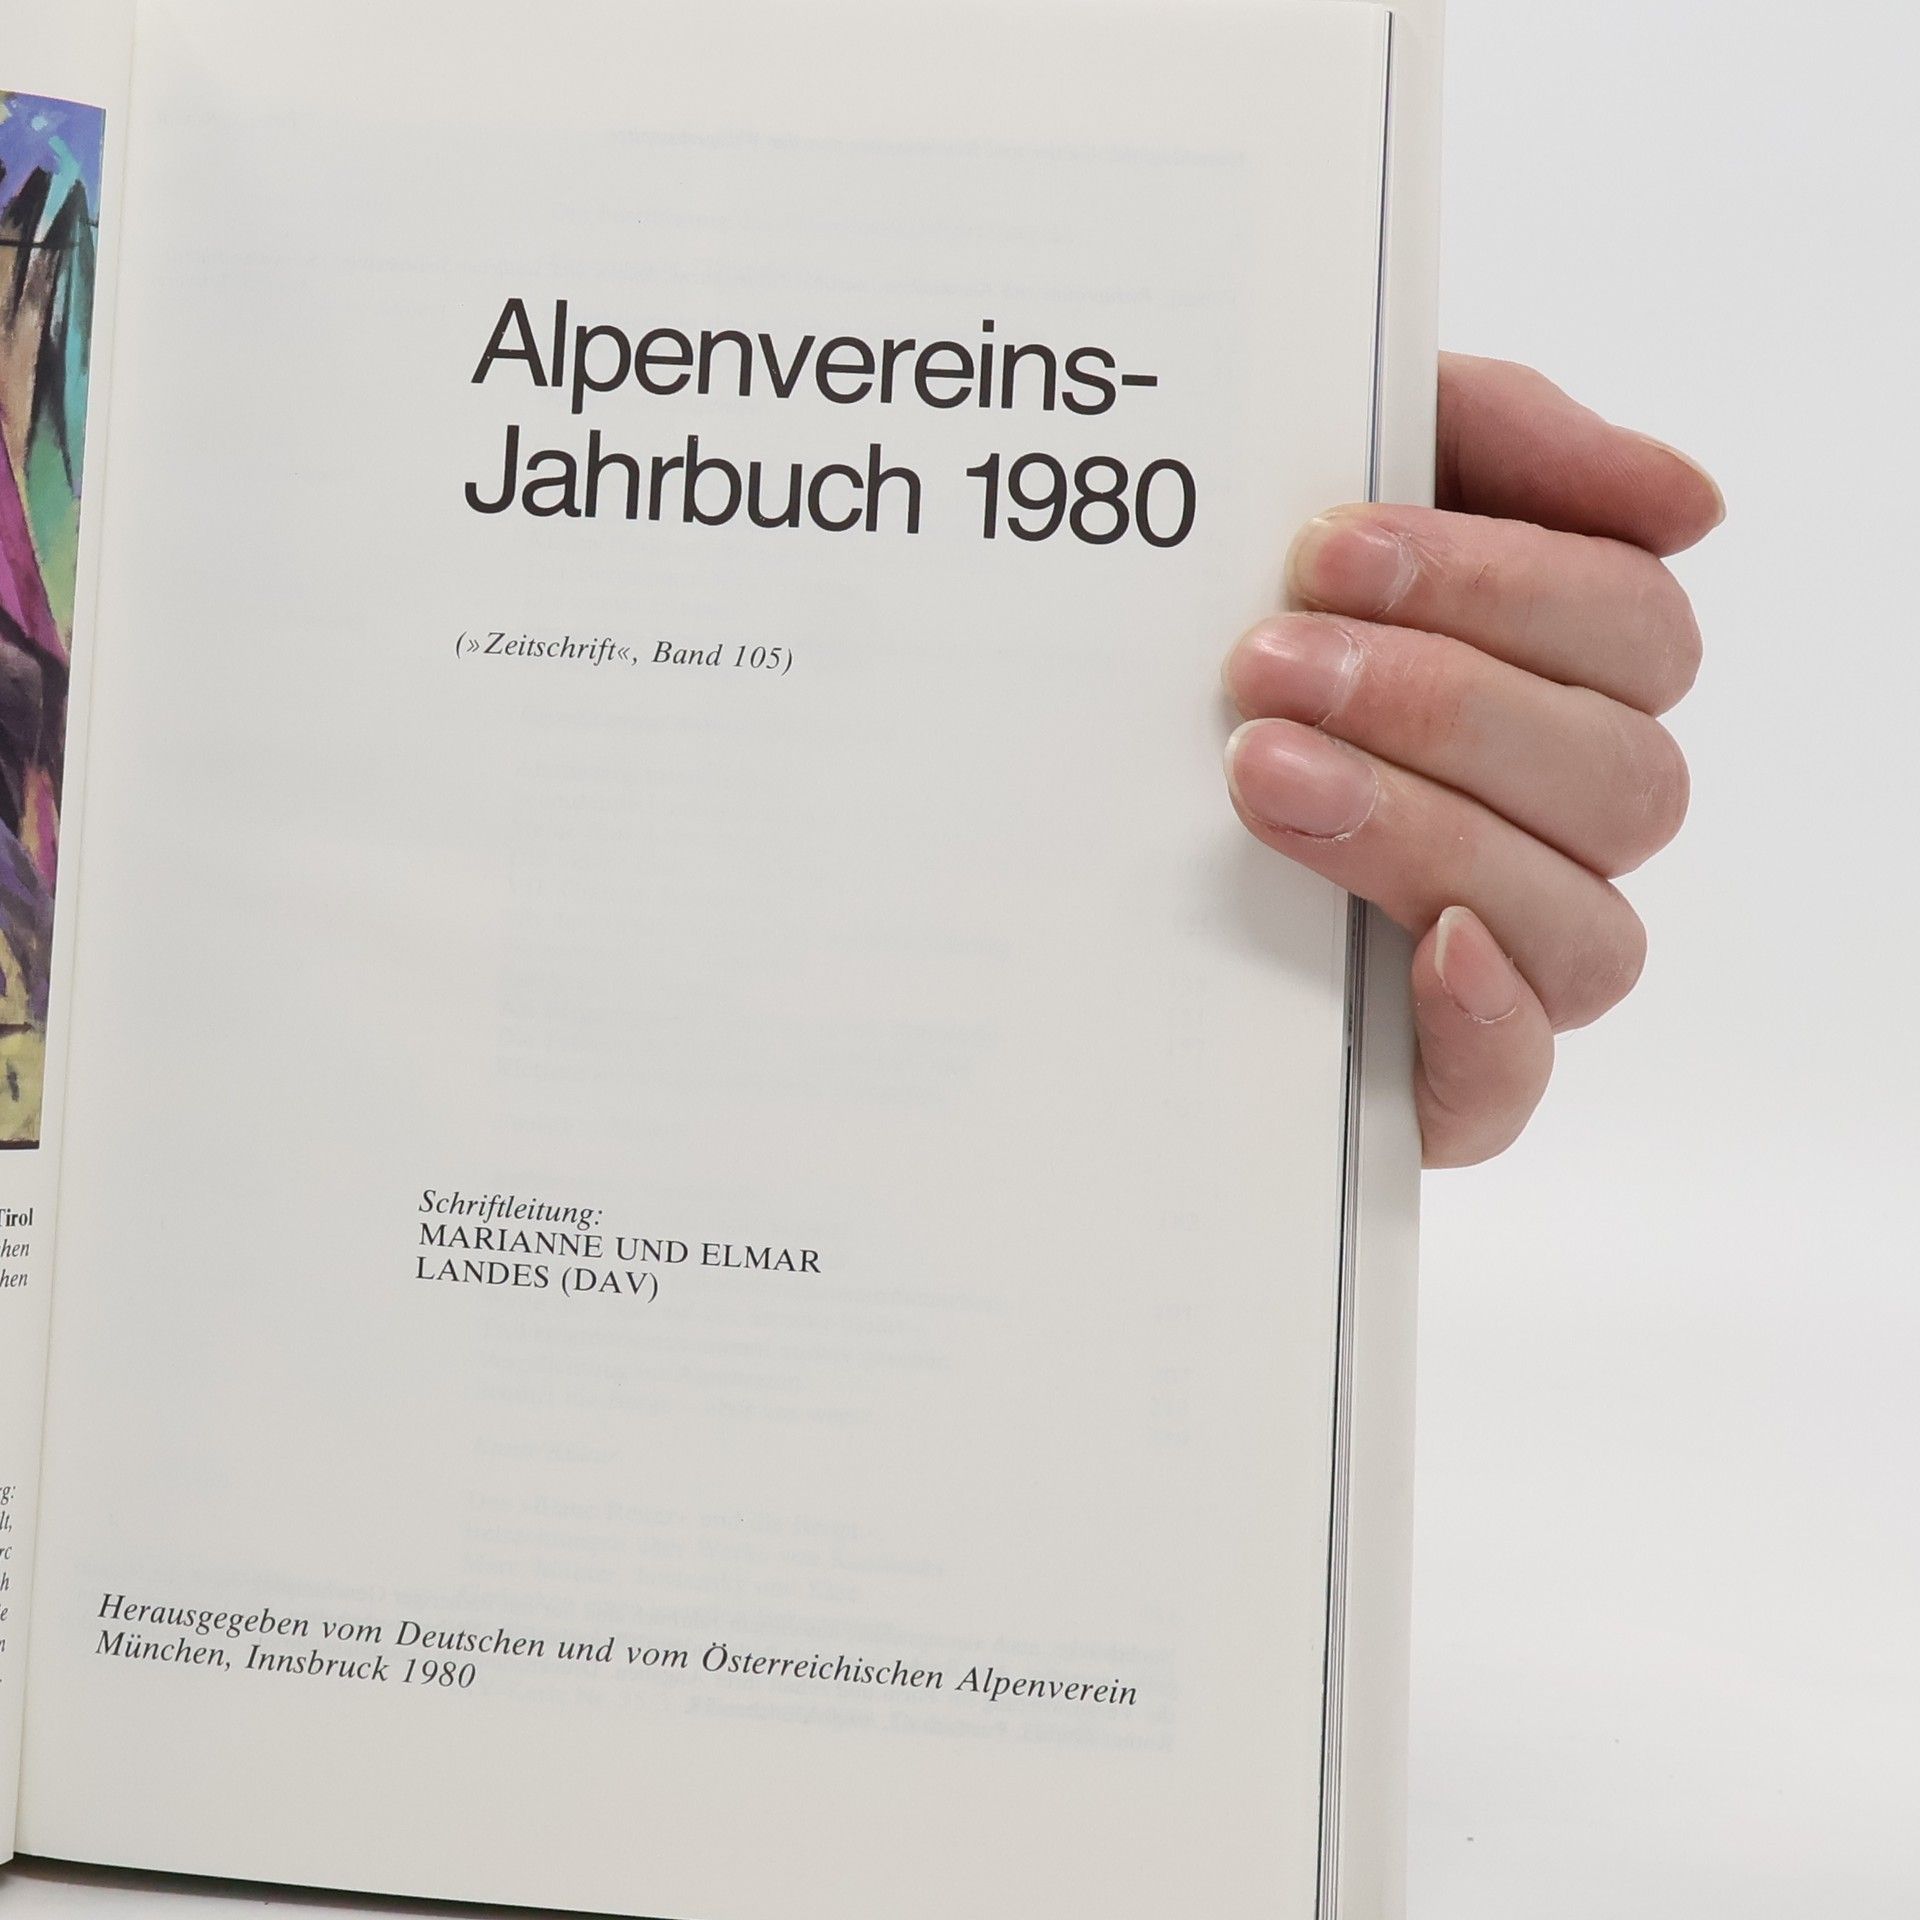 Alpenvereins-
Jahrbuch 1980
(»Zeitschrift«, Band 105)
Schriftleitung:
MARIANNE UND ELMAR
LANDES (DAV)
Herausgegeben vom Deutschen und vom Österreichischen Alpenverein
München, Innsbruck 1980
Tirol